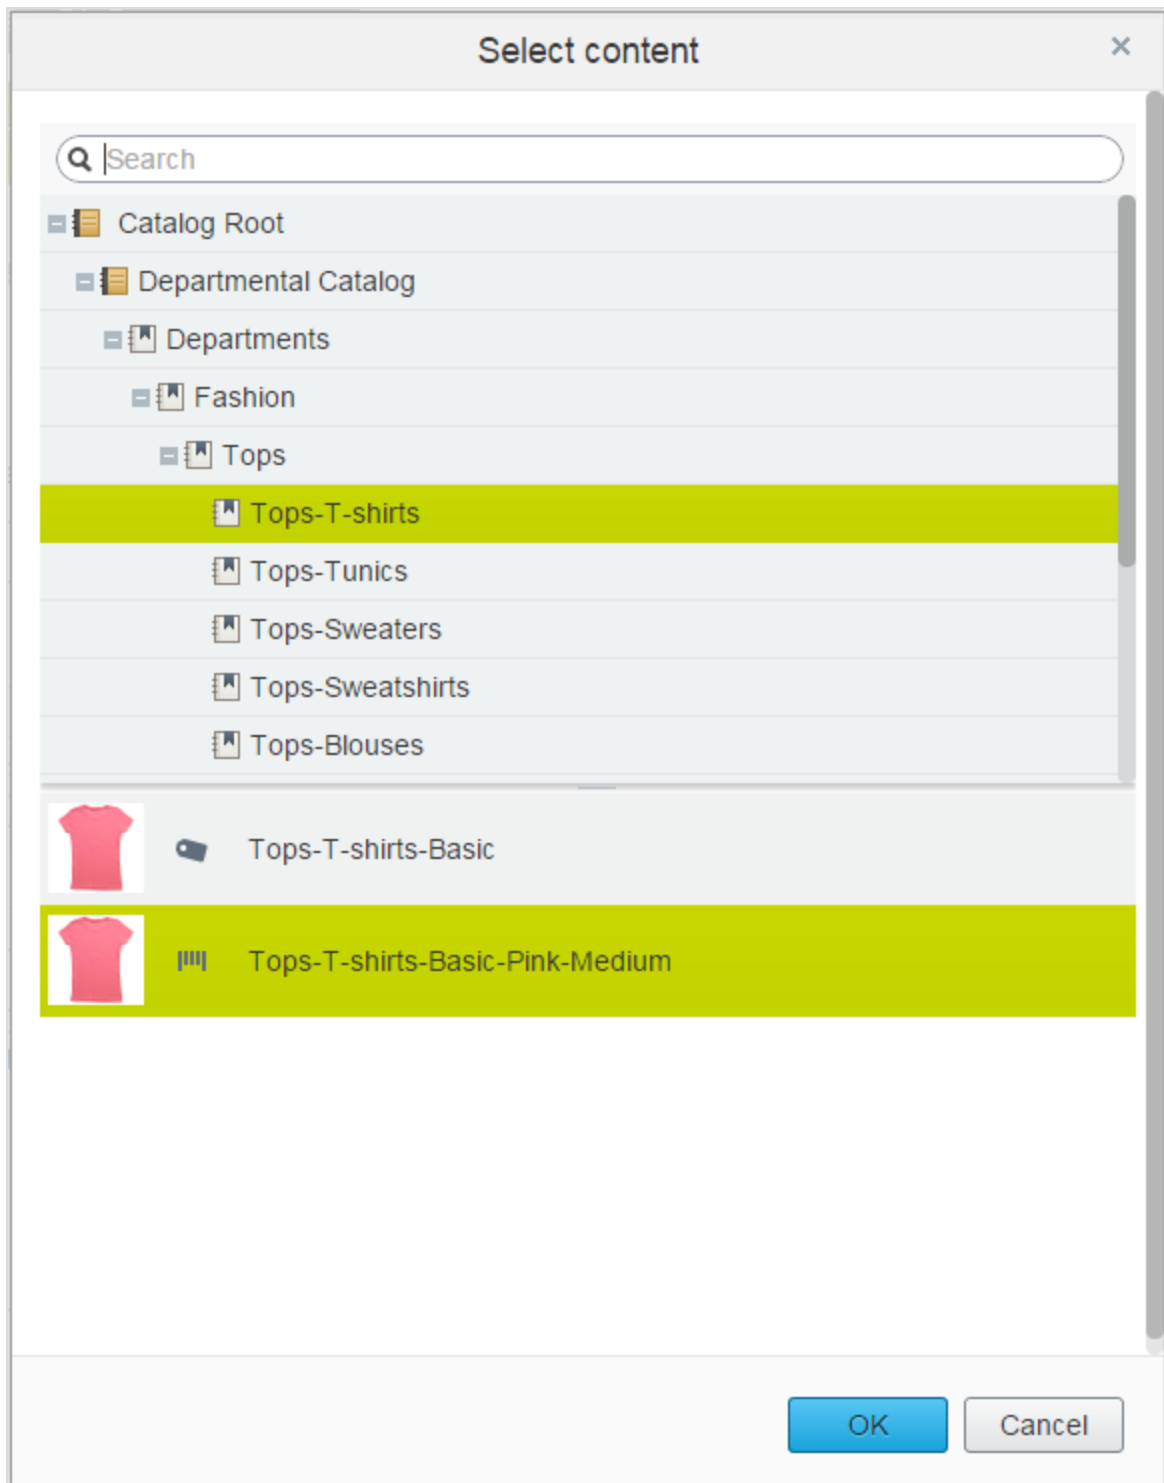 Select content
Search
Catalog Root
Departmental Catalog
Departments
Fashion
Tops
Tops-T-shirts
Tops-Tunics
Tops-Sweaters
Tops-Sweatshirts
Tops-Blouses
Tops-T-shirts-Basic
Tops-T-shirts-Basic-Pink-Medium
OK
Cancel